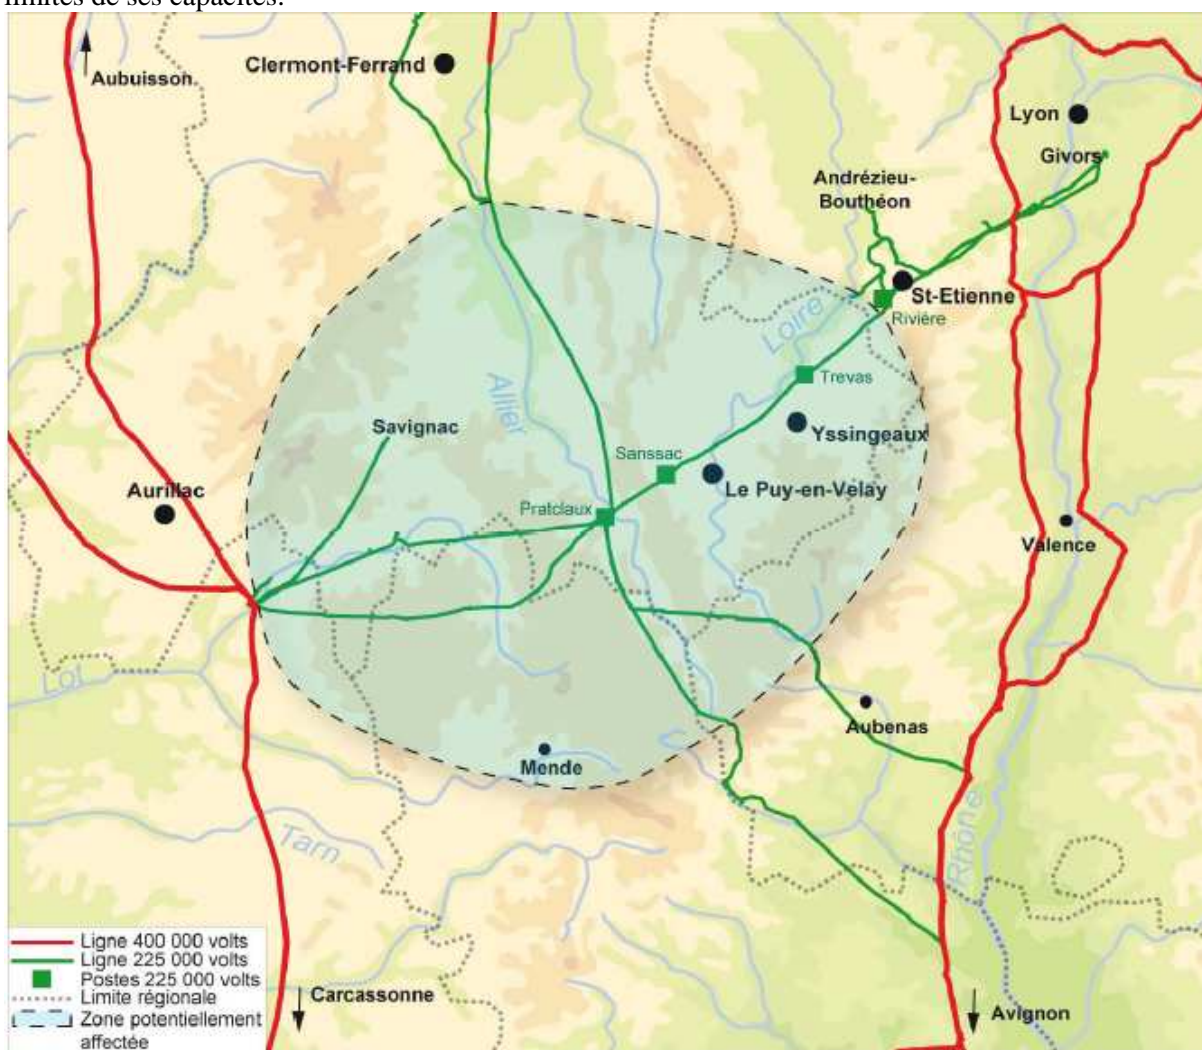 limites de ses capacités.
Clermont-Ferrand
Aubuisson
Lyon
Givors
Andrézieu-
Bouthéon
St-Etienne
Rivière
Loire
Trevas
Allier
Savignac
Yssingeaux
Sanssac
Le Puy-en-Velay
Aurillac
Pratclaux
Valence
Lot
Aubenas
Mende
Tarn
Rhône
Ligne 400 000 volts
Ligne 225 000 volts
Postes 225 000 volts
Limite régionale
Zone potentiellement
affectée
Carcassonne
Avignon